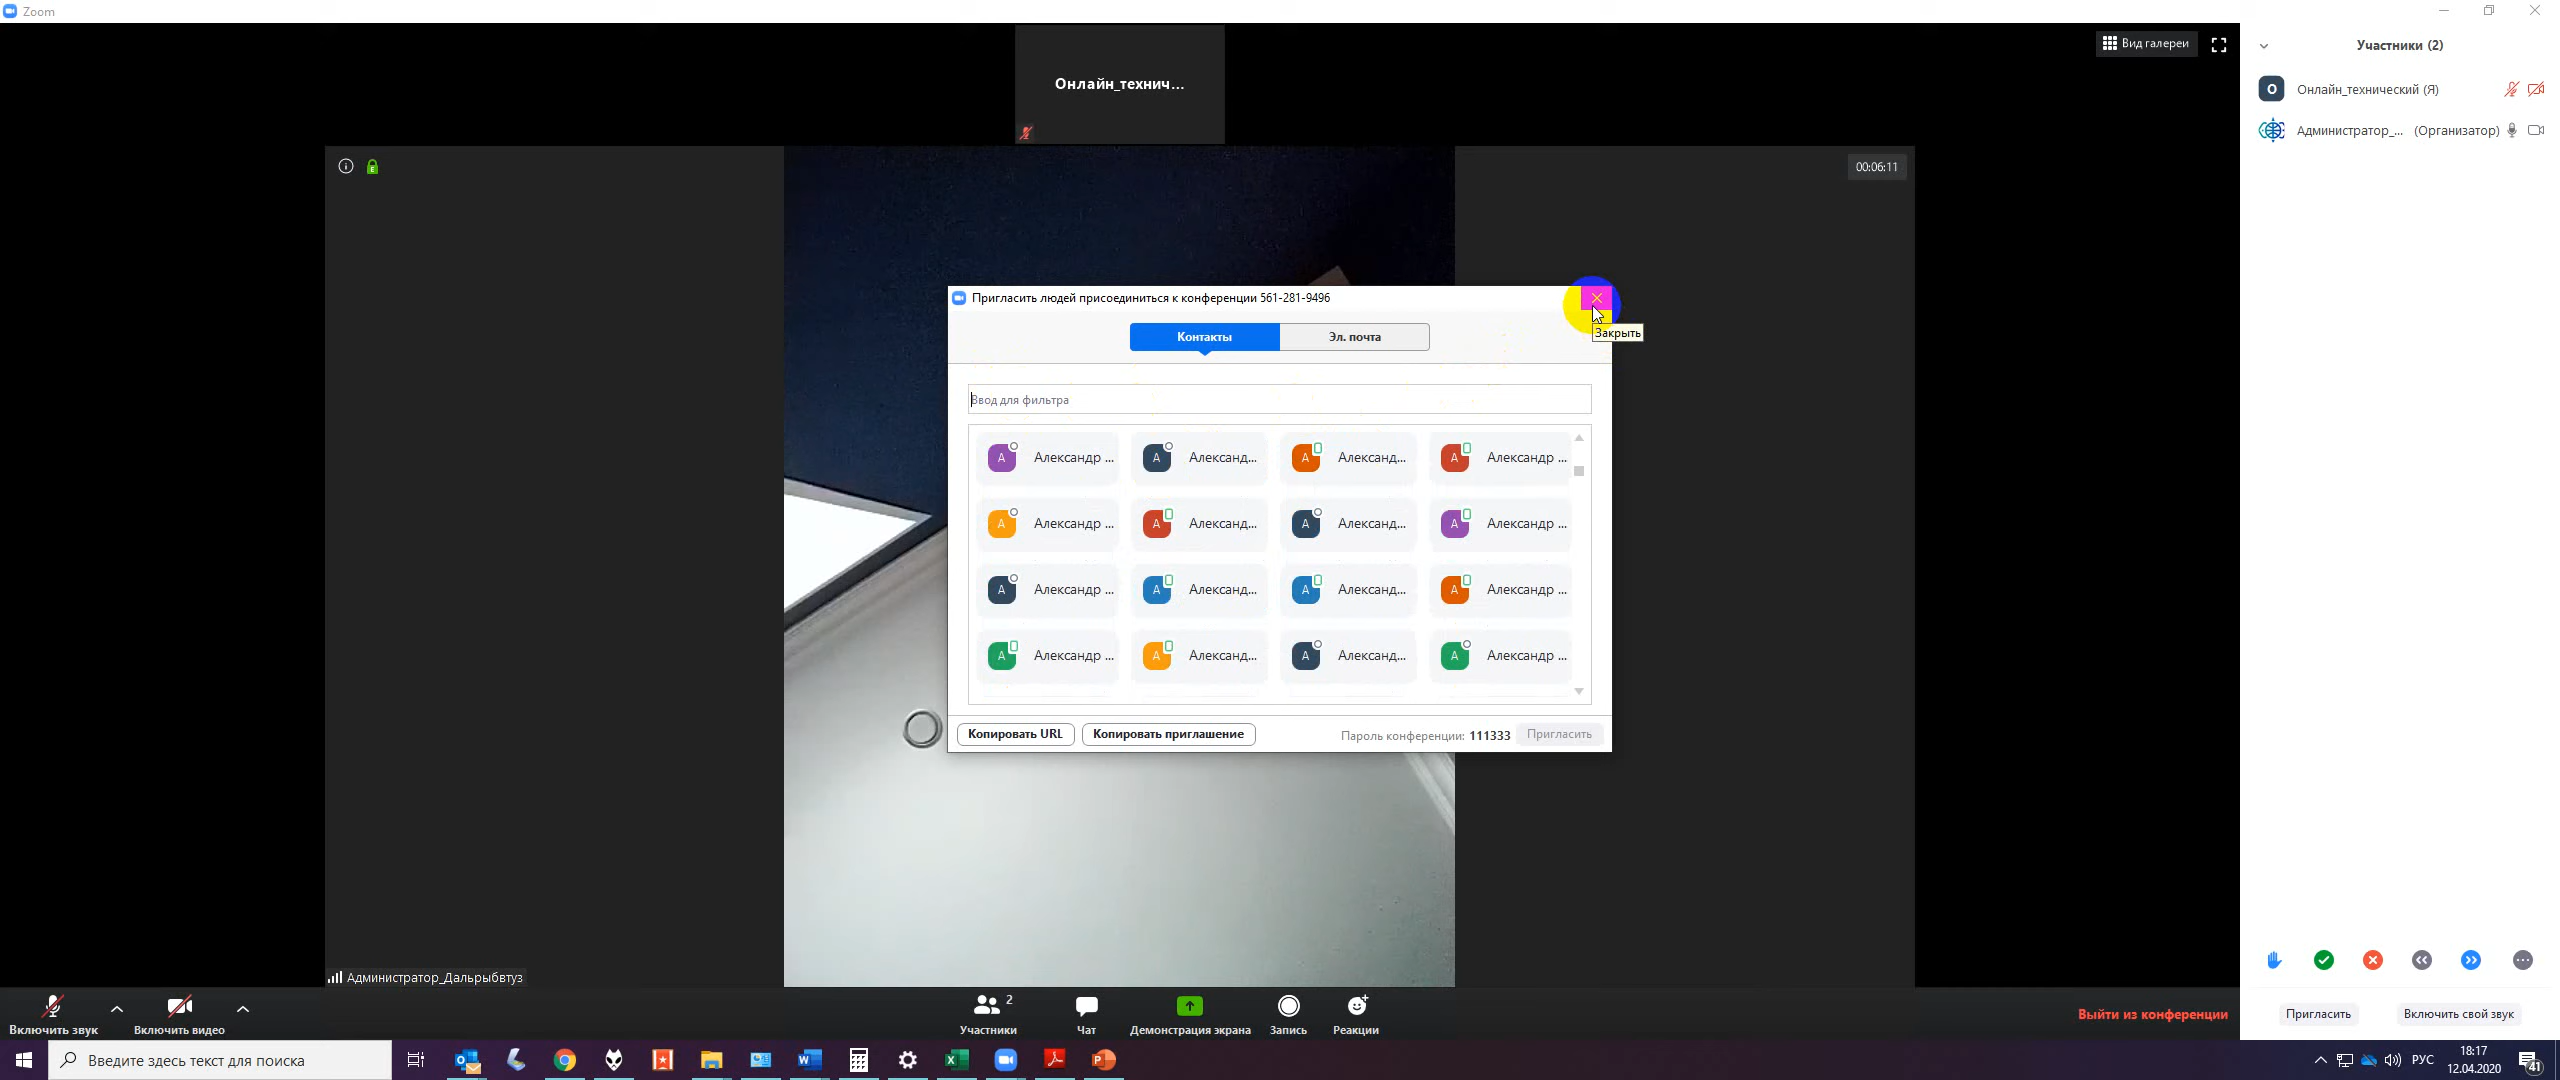 Zoom
Онлайн_технич...
Вид галереи
00:06:11
Участники (2)
О
Онлайн_технический (Я)
Администратор_... (Организатор)
Пригласить людей присоединиться к конференции 561-281-9496
Закрыть
Контакты
Эл. почта
Ввод для фильтра
А Александр ... А Александ... А Александ... А Александр ...
А Александр ... А Александ... А Александ... А Александр ...
А Александр ... А Александ... А Александ... А Александр ...
А Александр ... А Александ... А Александ... А Александр ...
Копировать URL
Копировать приглашение
Пароль конференции: 111333
Пригласить
Администратор_Дальрыбвтуз
Включить звук
Включить видео
2
Участники
Чат
Демонстрация экрана
Запись
Реакции
Выйти из конференции
Пригласить
Включить свой звук
Введите здесь текст для поиска
РУС
18:17
12.04.2020
41